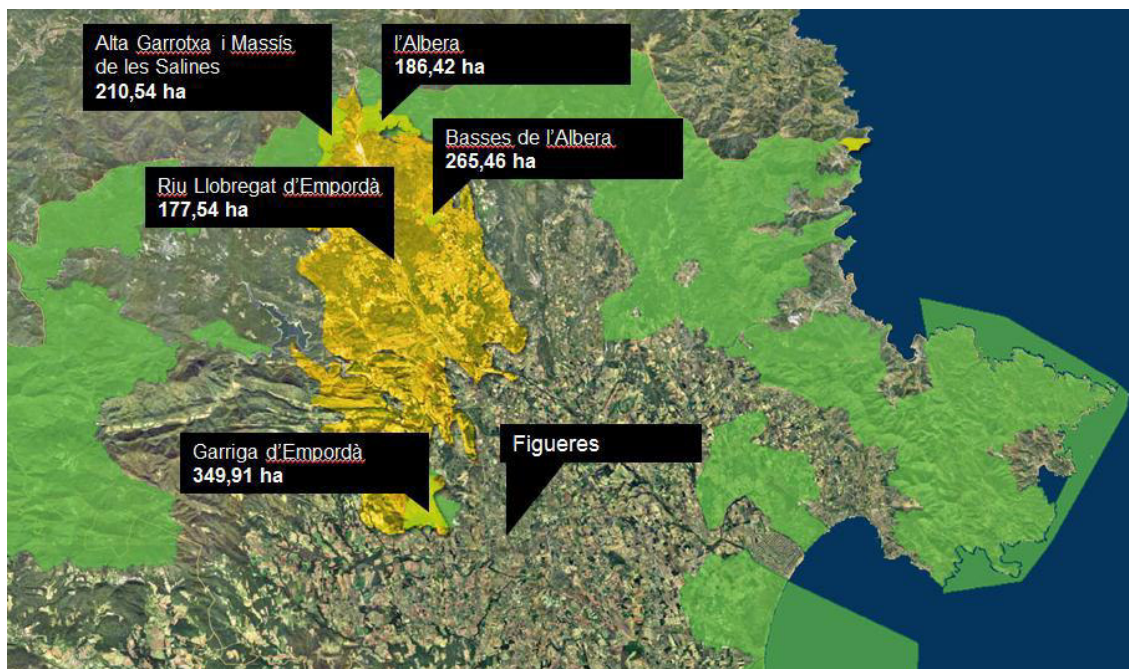 Alta Garrotxa i Massís
de les Salines
210,54 ha
l'Albera
186,42 ha
Basses de l'Albera
265,46 ha
Riu Llobregat d'Empordà
177,54 ha
Garriga d'Empordà
349,91 ha
Figueres